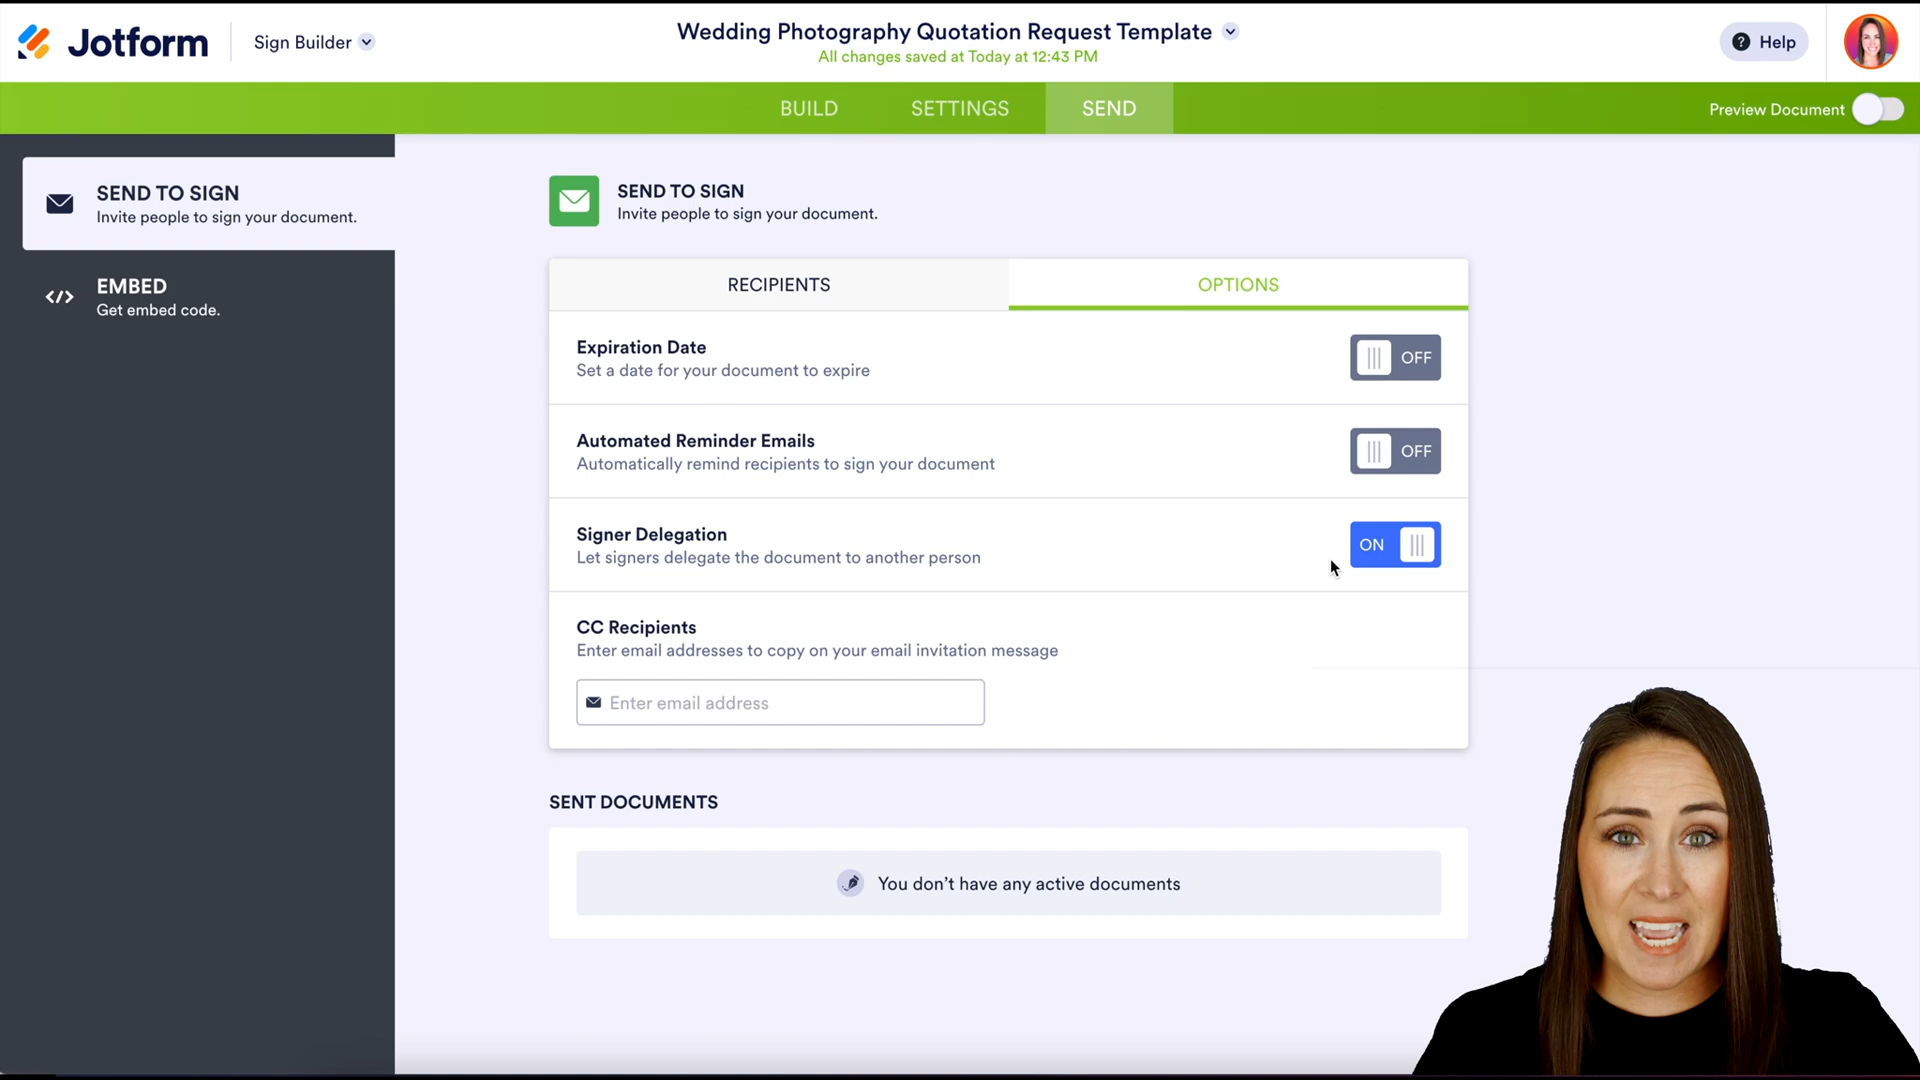 Jotform
Sign Builder
Wedding Photography Quotation Request Template
All changes saved at Today at 12:43 PM
Help
BUILD
SETTINGS
SEND
Preview Document
SEND TO SIGN
Invite people to sign your document.
EMBED
Get embed code.
SEND TO SIGN
Invite people to sign your document.
RECIPIENTS
OPTIONS
Expiration Date
Set a date for your document to expire
OFF
Automated Reminder Emails
Automatically remind recipients to sign your document
OFF
Signer Delegation
Let signers delegate the document to another person
ON
CC Recipients
Enter email addresses to copy on your email invitation message
Enter email address
SENT DOCUMENTS
You don't have any active documents